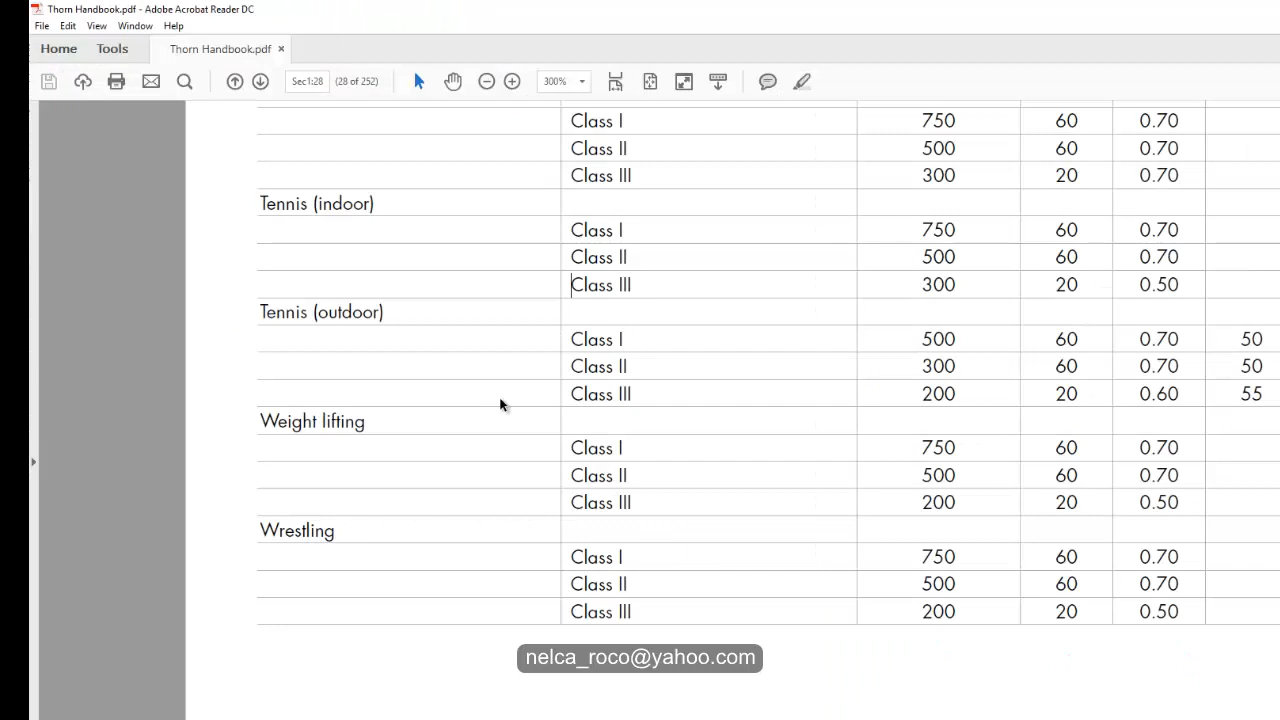 Thorn Handbook.pdf - Adobe Acrobat Reader DC
File Edit View Window Help
Home Tools Thorn Handbook.pdf ×
Sec1:28 (28 of 252) 300%
Class I 750 60 0.70
Class II 500 60 0.70
Class III 300 20 0.70
Tennis (indoor)
Class I 750 60 0.70
Class II 500 60 0.70
Class III 300 20 0.50
Tennis (outdoor)
Class I 500 60 0.70 50
Class II 300 60 0.70 50
Class III 200 20 0.60 55
Weight lifting
Class I 750 60 0.70
Class II 500 60 0.70
Class III 200 20 0.50
Wrestling
Class I 750 60 0.70
Class II 500 60 0.70
Class III 200 20 0.50
nelca_roco@yahoo.com